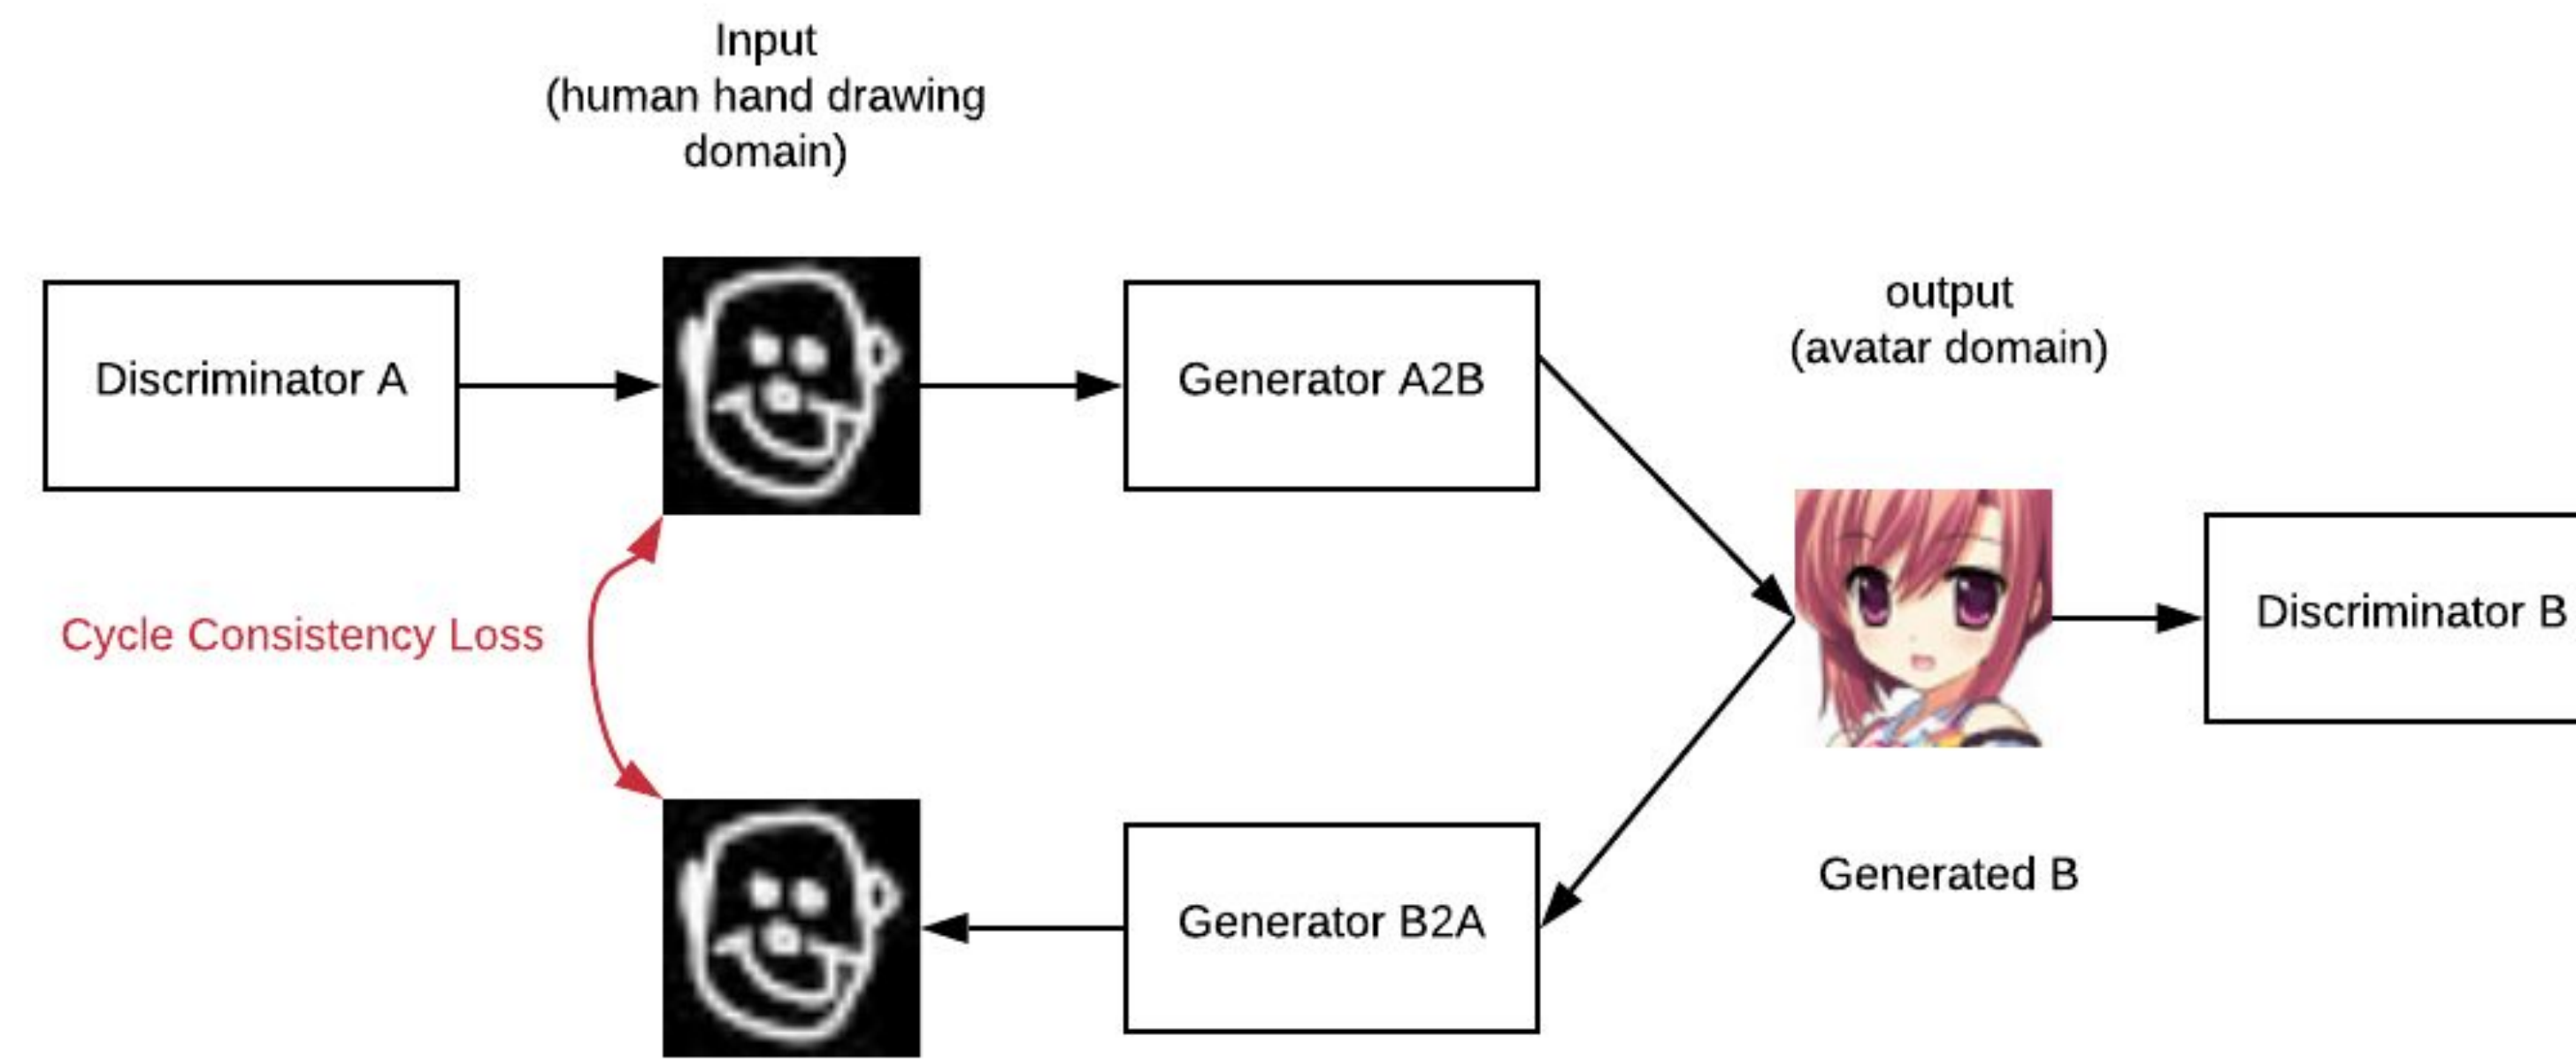 Input
(human hand drawing
domain)
Discriminator A
Generator A2B
output
(avatar domain)
Cycle Consistency Loss
Discriminator B
Generator B2A
Generated B